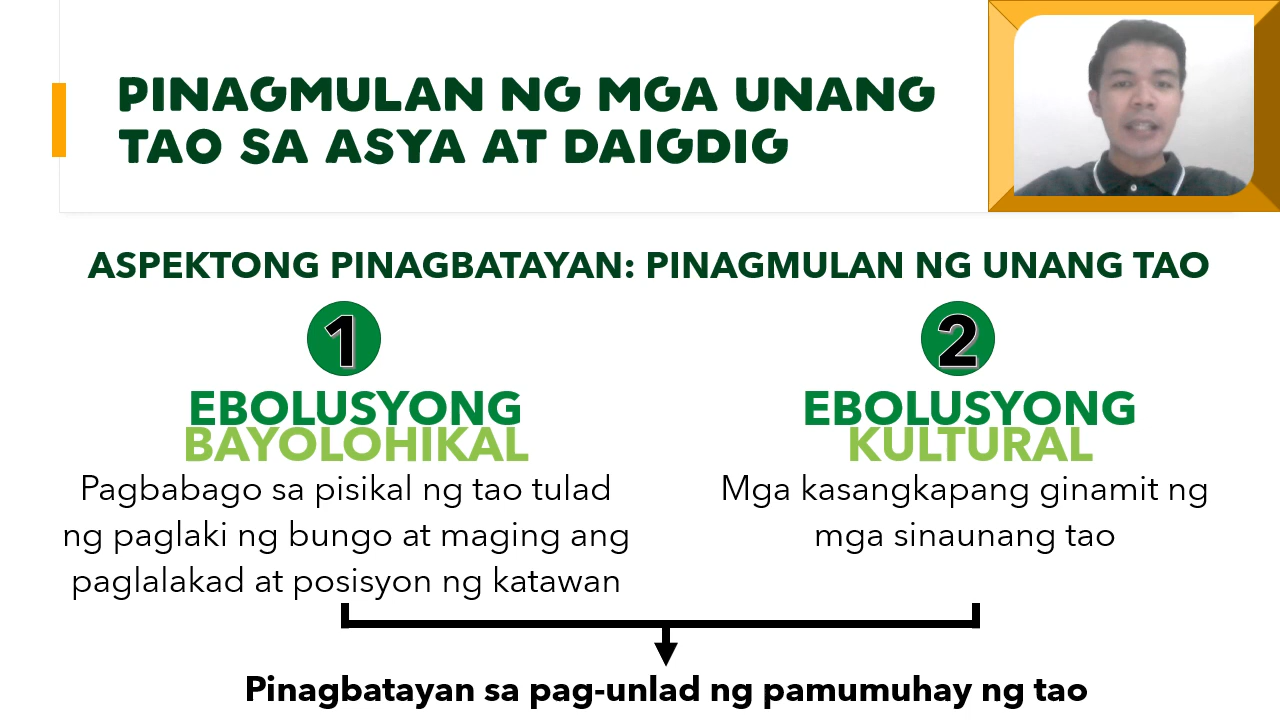 PINAGMULAN NG MGA UNANG
TAO SA ASYA AT DAIGDIG
ASPEKTONG PINAGBATAYAN: PINAGMULAN NG UNANG TAO
1
EBOLUSYONG
BAYOLOHIKAL
Pagbabago sa pisikal ng tao tulad
ng paglaki ng bungo at maging ang
paglalakad at posisyon ng katawan
2
EBOLUSYONG
KULTURAL
Mga kasangkapang ginamit ng
mga sinaunang tao
Pinagbatayan sa pag-unlad ng pamumuhay ng tao